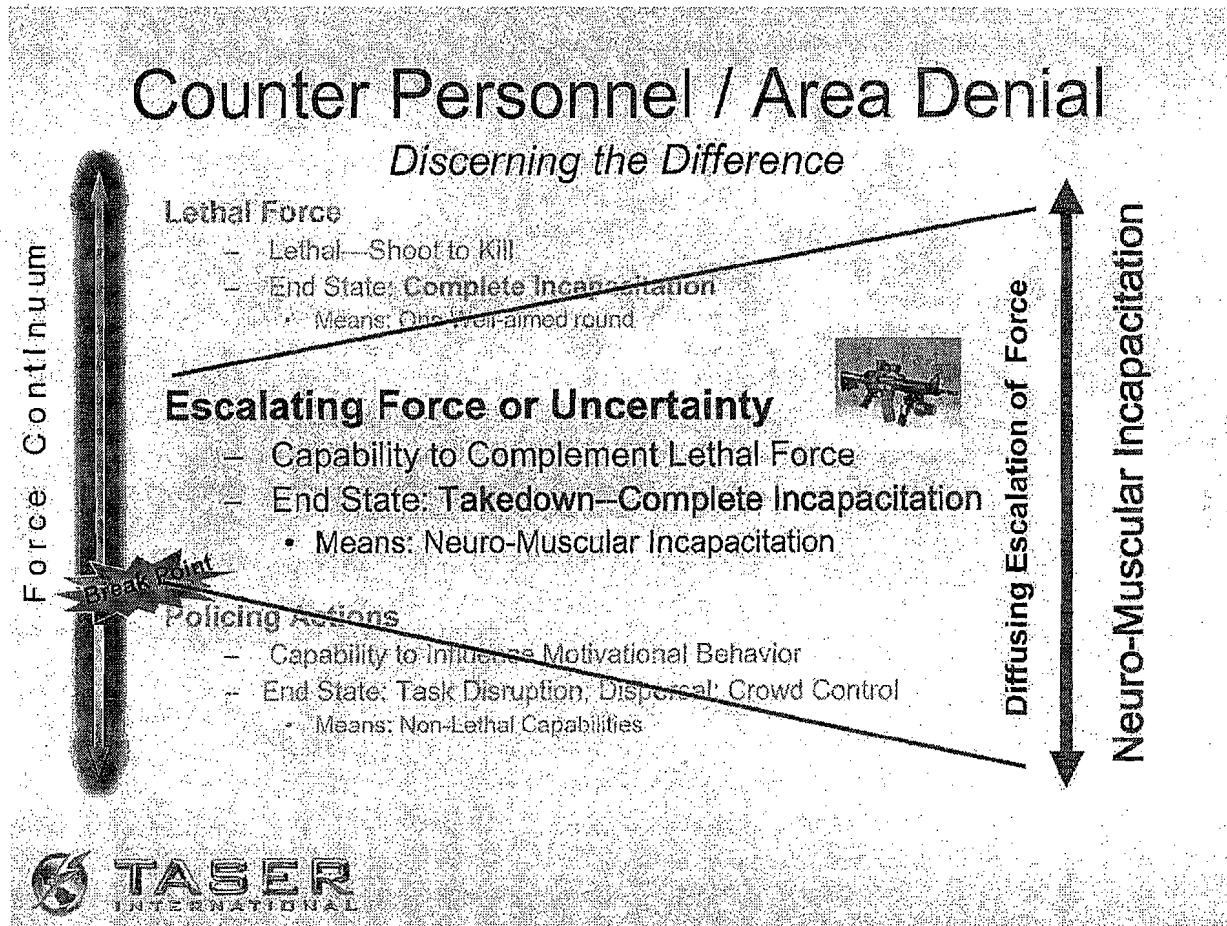 Counter Personnel / Area Denial
Discerning the Difference
Force Continuum
Lethal Force
– Lethal—Shoot to Kill
– End State: Complete Incapacitation
• Means: One Well-aimed round
Escalating Force or Uncertainty
– Capability to Complement Lethal Force
– End State: Takedown--Complete Incapacitation
• Means: Neuro-Muscular Incapacitation
Break Point
Policing Actions
– Capability to Influence Motivational Behavior
– End State: Task Disruption; Dispersal; Crowd Control
• Means: Non-Lethal Capabilities
Diffusing Escalation of Force
Neuro-Muscular Incapacitation
TASER
INTERNATIONAL